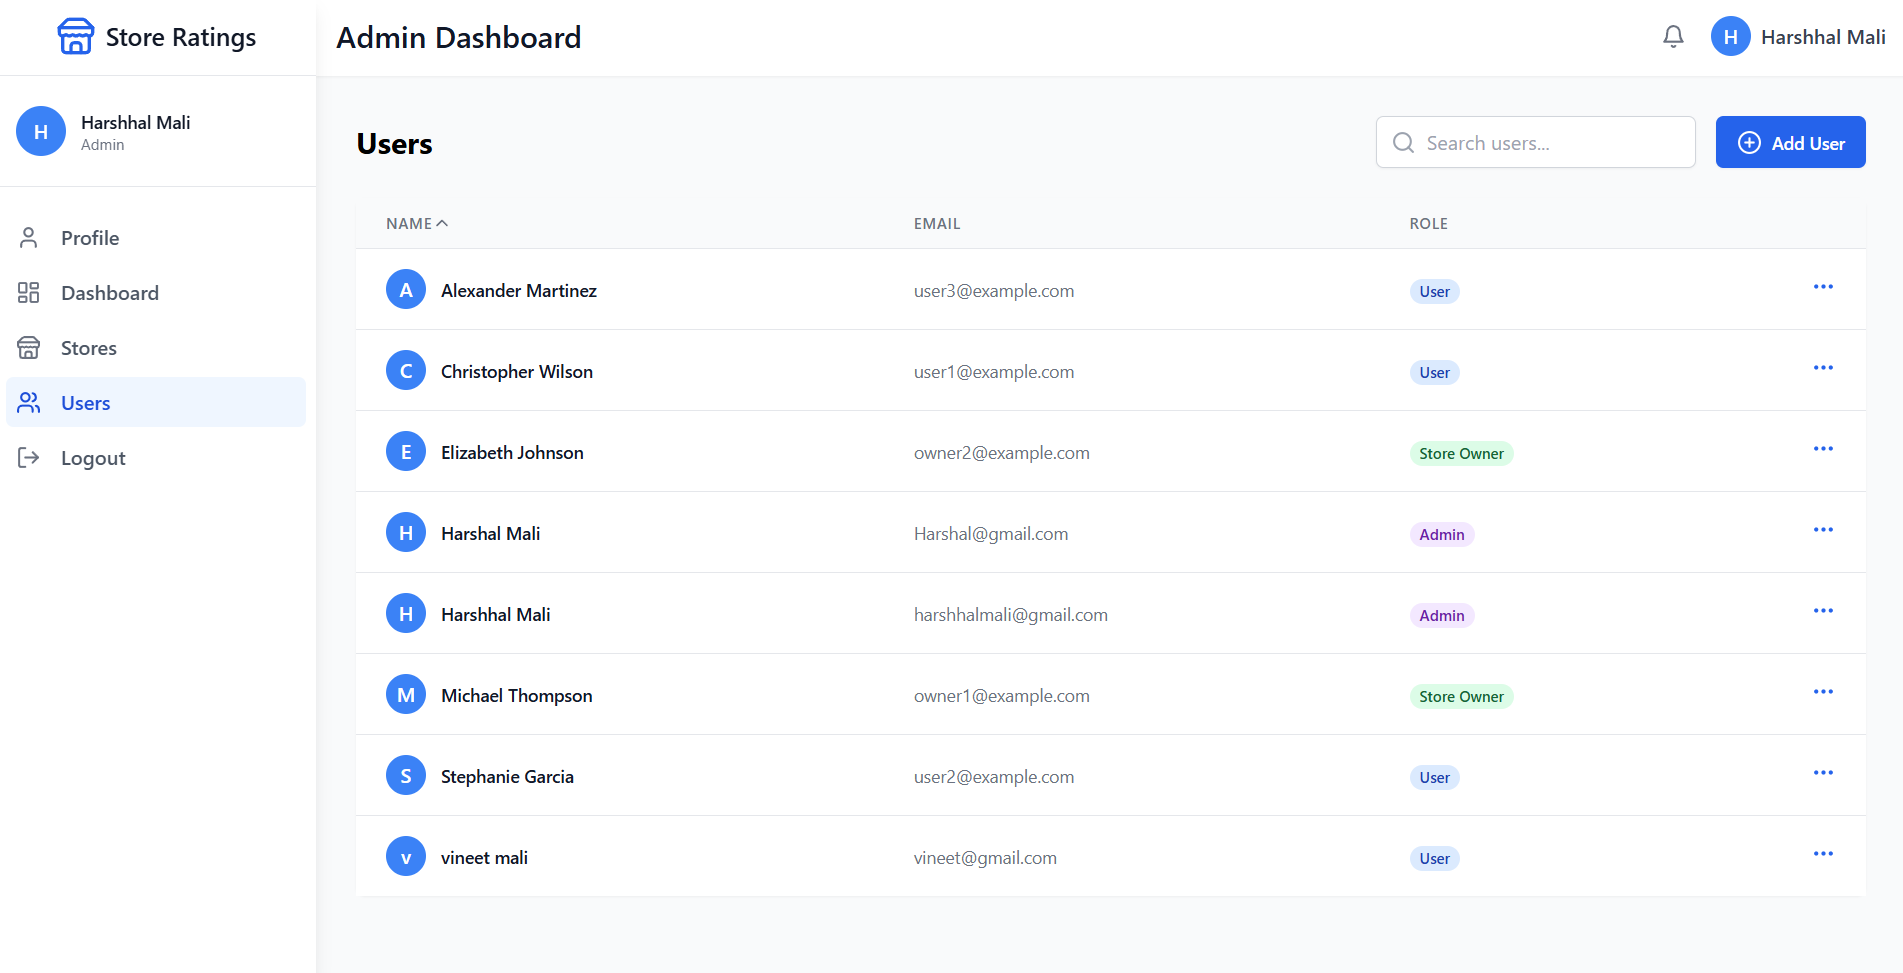 Store Ratings
Admin Dashboard
H Harshhal Mali
H Harshhal Mali
Admin
Profile
Dashboard
Stores
Users
Logout
Users
Search users...
Add User
NAME EMAIL ROLE
A Alexander Martinez user3@example.com User
C Christopher Wilson user1@example.com User
E Elizabeth Johnson owner2@example.com Store Owner
H Harshal Mali Harshal@gmail.com Admin
H Harshhal Mali harshhalmali@gmail.com Admin
M Michael Thompson owner1@example.com Store Owner
S Stephanie Garcia user2@example.com User
v vineet mali vineet@gmail.com User